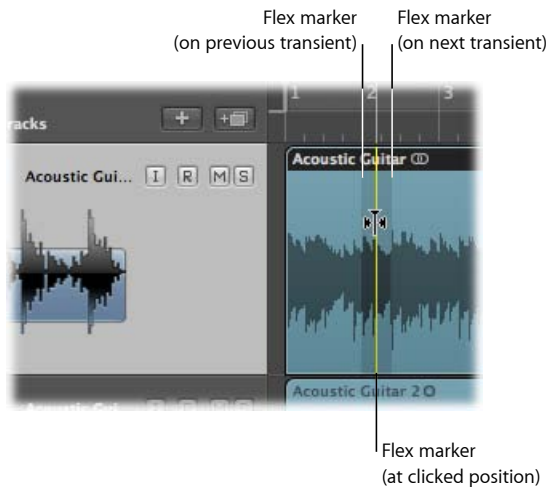 Flex marker
(on previous transient)
Flex marker
(on next transient)
1 2 3
racks
Acoustic Gui... I R M S
Acoustic Guitar
Acoustic Guitar 2
Flex marker
(at clicked position)